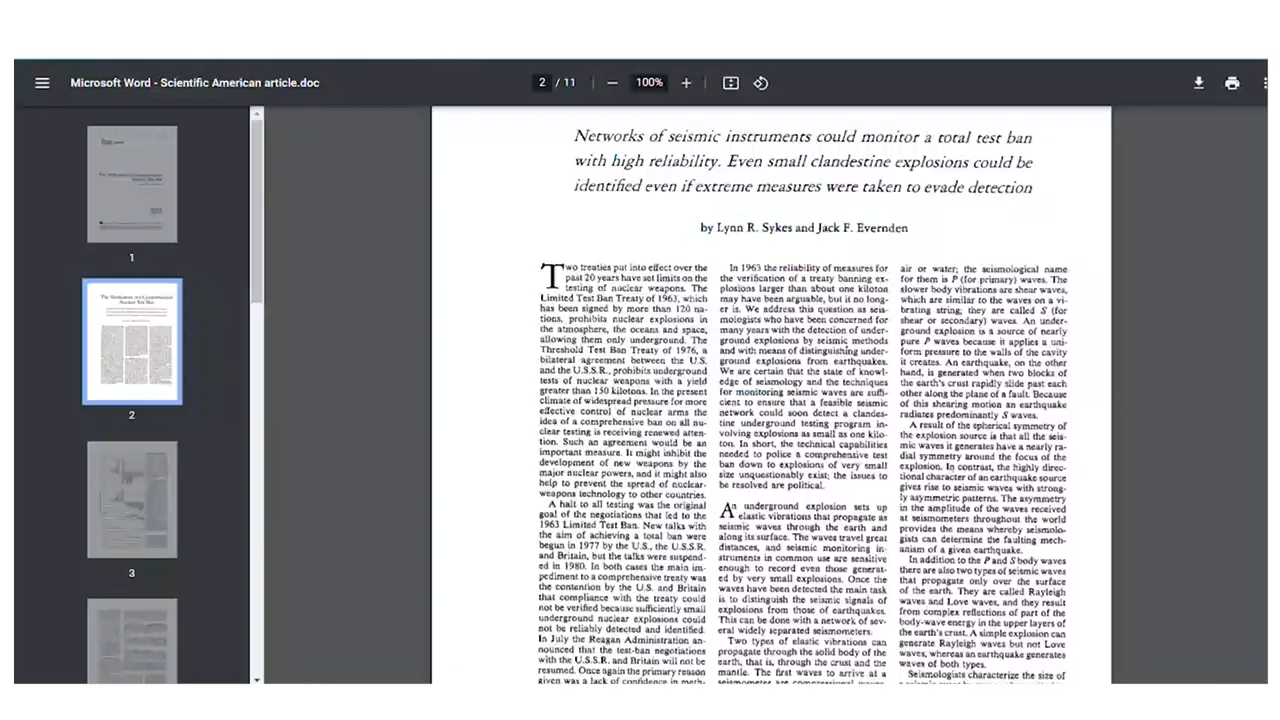 Microsoft Word - Scientific American article.doc
2 / 11
100%
1
2
3
Networks of seismic instruments could monitor a total test ban
with high reliability. Even small clandestine explosions could be
identified even if extreme measures were taken to evade detection
by Lynn R. Sykes and Jack F. Evernden
Two treaties put into effect over the
past 20 years have set limits on the
testing of nuclear weapons. The
Limited Test Ban Treaty of 1963, which
has been signed by more than 120 na-
tions, prohibits nuclear explosions in
the atmosphere, the oceans and space,
allowing them only underground. The
Threshold Test Ban Treaty of 1976, a
bilateral agreement between the U.S.
and the U.S.S.R., prohibits underground
tests of nuclear weapons with a yield
greater than 150 kilotons. In the present
climate of widespread pressure for more
effective control of nuclear arms the
idea of a comprehensive ban on all nu-
clear testing is receiving renewed atten-
tion. Such an agreement would be an
important measure. It might inhibit the
development of new weapons by the
major nuclear powers, and it might also
help to prevent the spread of nuclear-
weapons technology to other countries.
A halt to all testing was the original
goal of the negotiations that led to the
1963 Limited Test Ban. New talks with
the aim of achieving a total ban were
begun in 1977 by the U.S., the U.S.S.R.
and Britain, but the talks were suspend-
ed in 1980. In both cases the main im-
pediment to a comprehensive treaty was
the contention by the U.S. and Britain
that compliance with the treaty could
not be verified because sufficiently small
underground nuclear explosions could
not be reliably detected and identified.
In July the Reagan Administration an-
nounced that the test-ban negotiations
with the U.S.S.R. and Britain will not be
resumed. Once again the primary reason
given was a lack of confidence in meth-
In 1963 the reliability of measures for
the verification of a treaty banning ex-
plosions larger than about one kiloton
may have been arguable, but it no long-
er is. We address this question as seis-
mologists who have been concerned for
many years with the detection of under-
ground explosions by seismic methods
and with means of distinguishing under-
ground explosions from earthquakes.
We are certain that the state of knowl-
edge of seismology and the techniques
for monitoring seismic waves are suffi-
cient to ensure that a feasible seismic
network could soon detect a clandes-
tine underground testing program in-
volving explosions as small as one kilo-
ton. In short, the technical capabilities
needed to police a comprehensive test
ban down to explosions of very small
size unquestionably exist; the issues to
be resolved are political.
An underground explosion sets up
elastic vibrations that propagate as
seismic waves through the earth and
along its surface. The waves travel great
distances, and seismic monitoring in-
struments in common use are sensitive
enough to record even those generat-
ed by very small explosions. Once the
waves have been detected the main task
is to distinguish the seismic signals of
explosions from those of earthquakes.
This can be done with a network of sev-
eral widely separated seismometers.
Two types of elastic vibrations can
propagate through the solid body of the
earth, that is, through the crust and the
mantle. The first waves to arrive at a
seismometer are compressional waves,
air or water; the seismological name
for them is P (for primary) waves. The
slower body vibrations are shear waves,
which are similar to the waves on a vi-
brating string; they are called S (for
shear or secondary) waves. An under-
ground explosion is a source of nearly
pure P waves because it applies a uni-
form pressure to the walls of the cavity
it creates. An earthquake, on the other
hand, is generated when two blocks of
the earth's crust rapidly slide past each
other along the plane of a fault. Because
of this shearing motion an earthquake
radiates predominantly S waves.
A result of the spherical symmetry of
the explosion source is that all the seis-
mic waves it generates have a nearly ra-
dial symmetry around the focus of the
explosion. In contrast, the highly direc-
tional character of an earthquake source
gives rise to seismic waves with strong-
ly asymmetric patterns. The asymmetry
in the amplitude of the waves received
at seismometers throughout the world
provides the means whereby seismolo-
gists can determine the faulting mech-
anism of a given earthquake.
In addition to the P and S body waves
there are also two types of seismic waves
that propagate only over the surface
of the earth. They are called Rayleigh
waves and Love waves, and they result
from complex reflections of part of the
body-wave energy in the upper layers of
the earth's crust. A simple explosion can
generate Rayleigh waves but not Love
waves, whereas an earthquake generates
waves of both types.
Seismologists characterize the size of